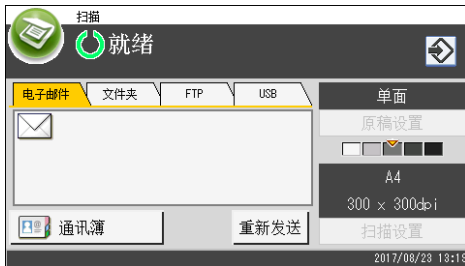 扫描
就绪
电子邮件 文件夹 FTP USB
单面
原稿设置
A4
300 × 300dpi
通讯簿 重新发送 扫描设置
2017/08/23 13:19